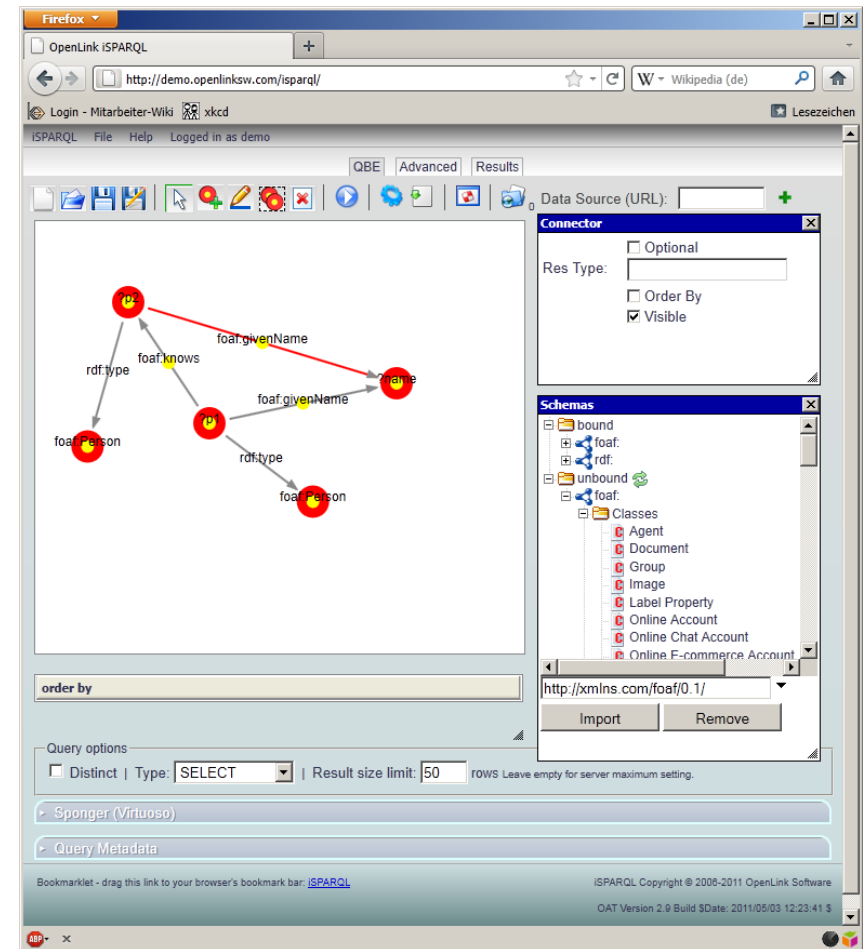 Firefox
OpenLink iSPARQL
http://demo.openlinksw.com/isparql/
W Wikipedia (de)
Login - Mitarbeiter-Wiki xkcd Lesezeichen
iSPARQL File Help Logged in as demo
QBE Advanced Results
0 Data Source (URL):
Connector
Optional
Res Type:
Order By
Visible
?p2
foaf:givenName
foaf:knows
rdf:type
?name
foaf:givenName
?p1
foaf:Person
rdf:type
foaf:Person
Schemas
bound
foaf:
rdf:
unbound
foaf:
Classes
Agent
Document
Group
Image
Label Property
Online Account
Online Chat Account
Online E-commerce Account
http://xmlns.com/foaf/0.1/
Import Remove
order by
Query options
Distinct | Type: SELECT | Result size limit: 50 rows Leave empty for server maximum setting.
Sponger (Virtuoso)
Query Metadata
Bookmarklet - drag this link to your browser's bookmark bar: iSPARQL
iSPARQL Copyright © 2006-2011 OpenLink Software
OAT Version 2.9 Build $Date: 2011/05/03 12:23:41 $
ABP